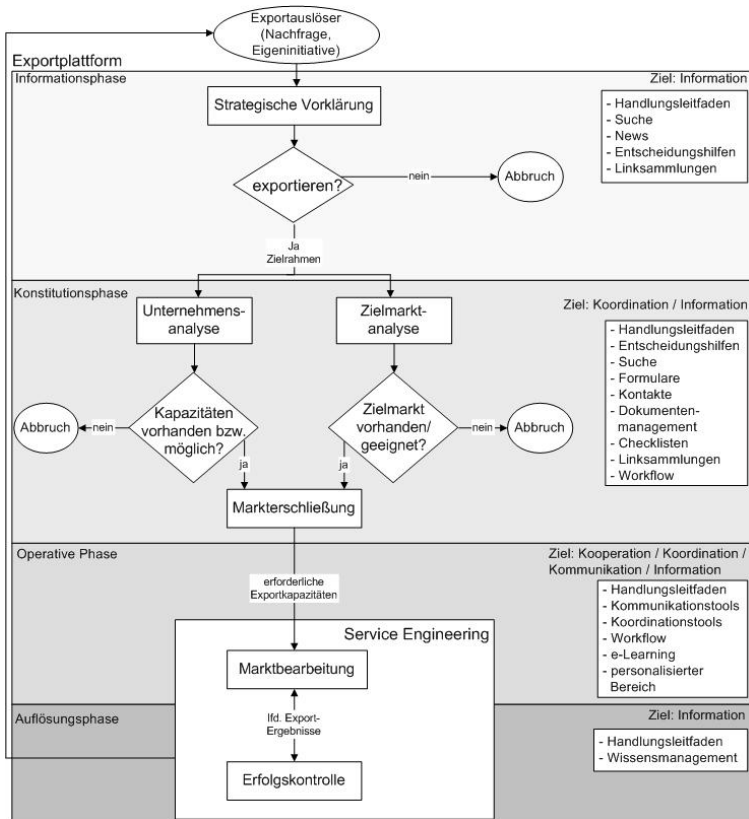 Exportauslöser
(Nachfrage,
Eigeninitiative)
Exportplattform
Informationsphase
Ziel: Information
Strategische Vorklärung
- Handlungsleitfaden
- Suche
- News
- Entscheidungshilfen
- Linksammlungen
exportieren?
nein
Abbruch
Ja
Zielrahmen
Konstitutionsphase
Ziel: Koordination / Information
Unternehmens-
analyse
Zielmarkt-
analyse
- Handlungsleitfaden
- Entscheidungshilfen
- Suche
- Formulare
- Kontakte
- Dokumenten-
management
- Checklisten
- Linksammlungen
- Workflow
Abbruch
nein
Kapazitäten
vorhanden bzw.
möglich?
Zielmarkt
vorhanden/
geeignet?
nein
Abbruch
ja
ja
Markterschließung
Operative Phase
Ziel: Kooperation / Koordination /
Kommunikation / Information
erforderliche
Exportkapazitäten
- Handlungsleitfaden
- Kommunikationstools
- Koordinationstools
- Workflow
- e-Learning
- personalisierter
Bereich
Service Engineering
Marktbearbeitung
Auflösungsphase
Ziel: Information
lfd. Export-
Ergebnisse
- Handlungsleitfaden
- Wissensmanagement
Erfolgskontrolle